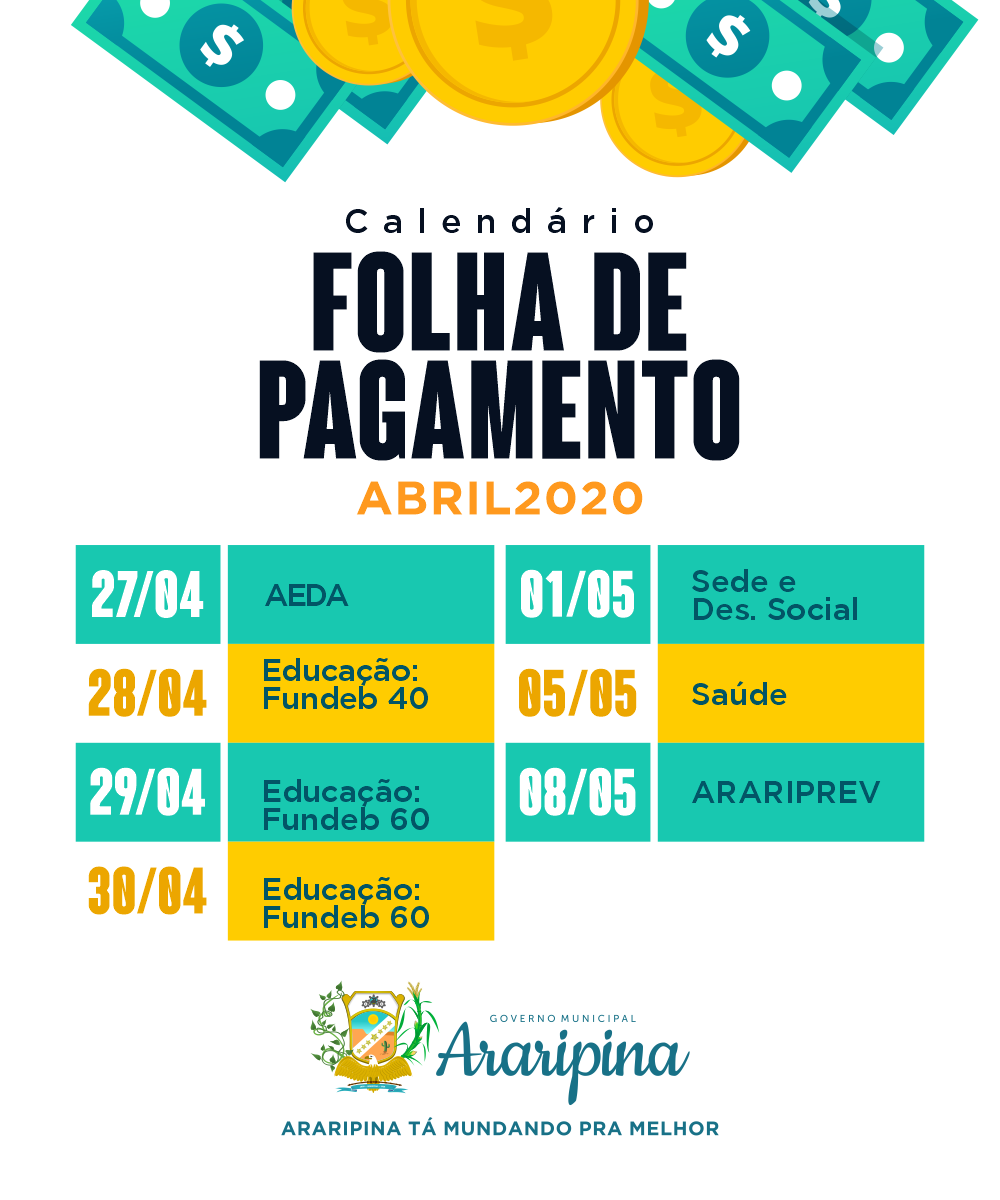 Calendário
FOLHA DE
PAGAMENTO
ABRIL2020
27/04
AEDA
28/04
Educação:
Fundeb 40
29/04
Educação:
Fundeb 60
30/04
Educação:
Fundeb 60
01/05
Sede e
Des. Social
05/05
Saúde
08/05
ARARIPREV
GOVERNO MUNICIPAL
Araripina
ARARIPINA TÁ MUNDANDO PRA MELHOR